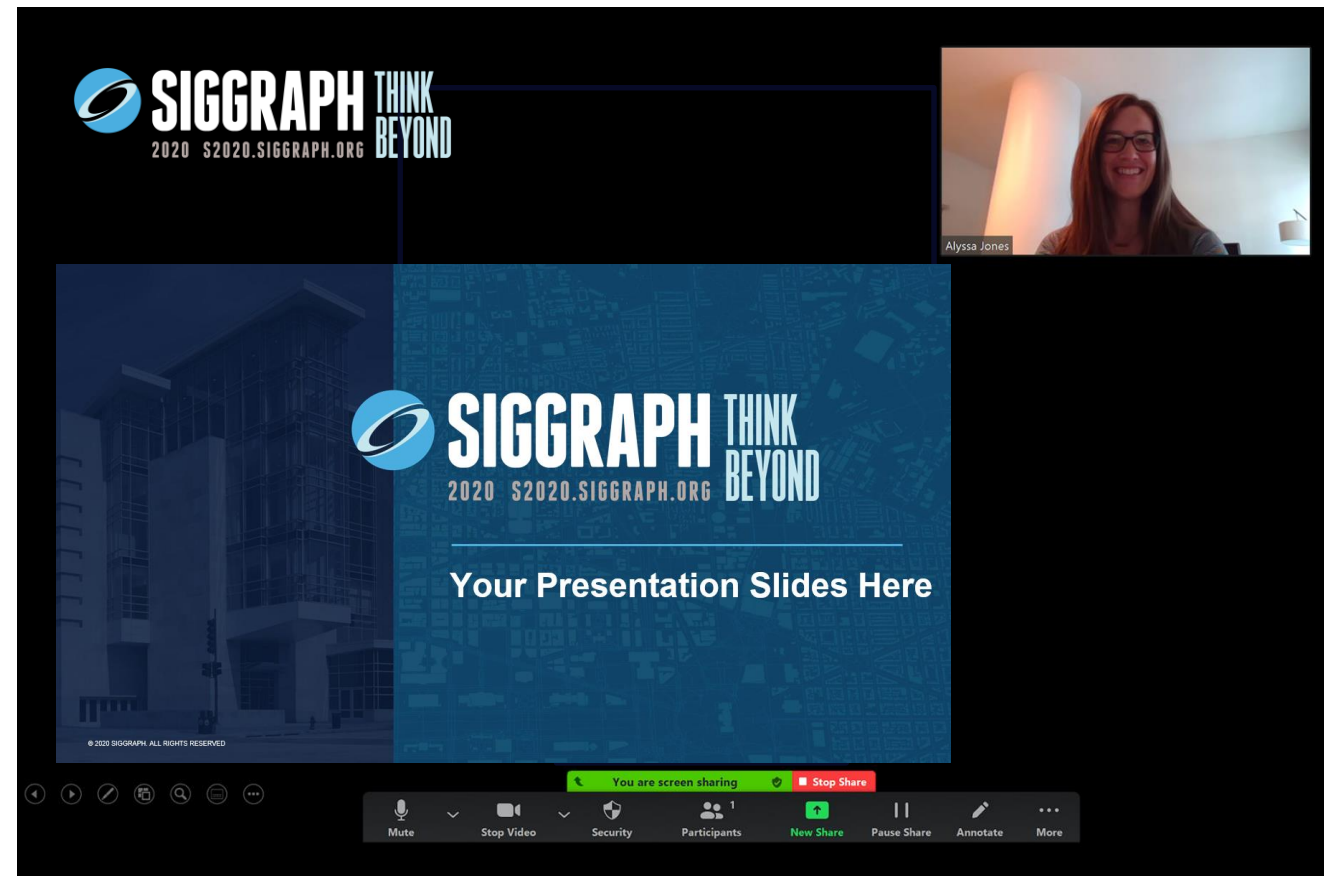 SIGGRAPH THINK BEYOND
2020 S2020.SIGGRAPH.ORG
Alyssa Jones
SIGGRAPH THINK BEYOND
2020 S2020.SIGGRAPH.ORG
Your Presentation Slides Here
© 2020 SIGGRAPH. ALL RIGHTS RESERVED
You are screen sharing Stop Share
Mute Stop Video Security Participants 1 New Share Pause Share Annotate More